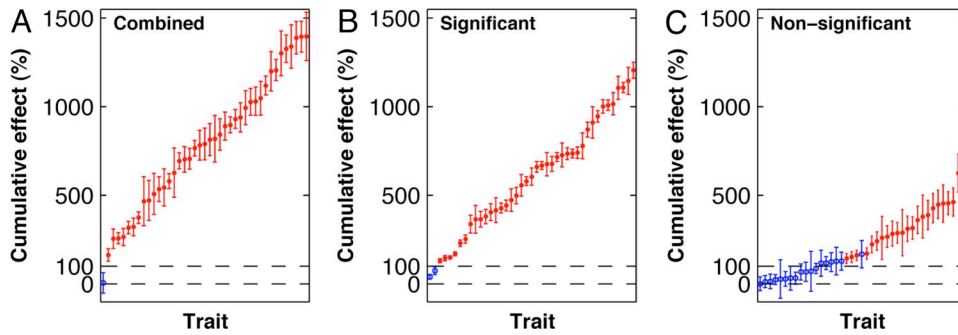 A
Combined
Cumulative effect (%)
1500
1000
500
100
0
Trait
B
Significant
Cumulative effect (%)
1500
1000
500
100
0
Trait
C
Non-significant
Cumulative effect (%)
1500
1000
500
100
0
Trait